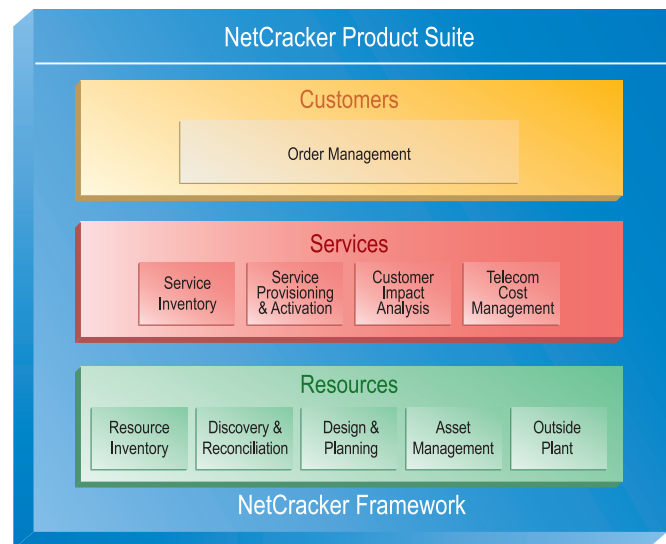 NetCracker Product Suite
Customers
Order Management
Services
Service
Inventory
Service
Provisioning
& Activation
Customer
Impact
Analysis
Telecom
Cost
Management
Resources
Resource
Inventory
Discovery &
Reconciliation
Design &
Planning
Asset
Management
Outside
Plant
NetCracker Framework